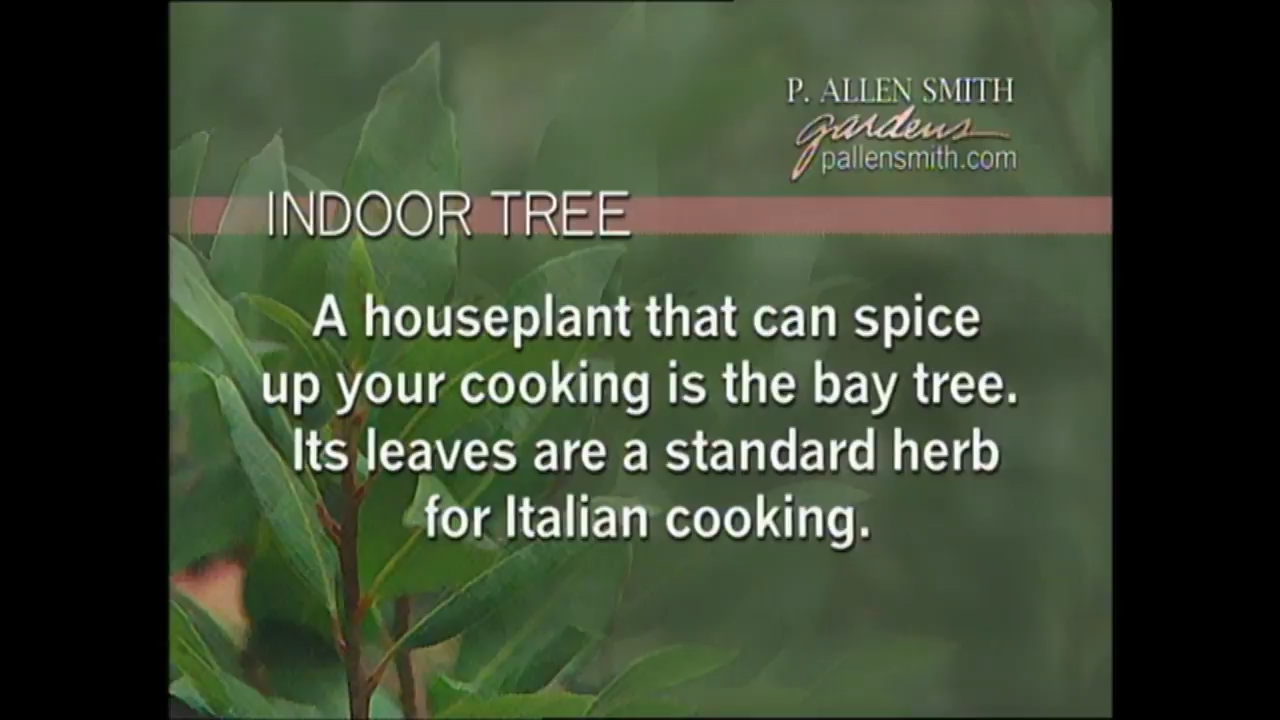 P. ALLEN SMITH
gardens
pallensmith.com
INDOOR TREE
A houseplant that can spice
up your cooking is the bay tree.
Its leaves are a standard herb
for Italian cooking.